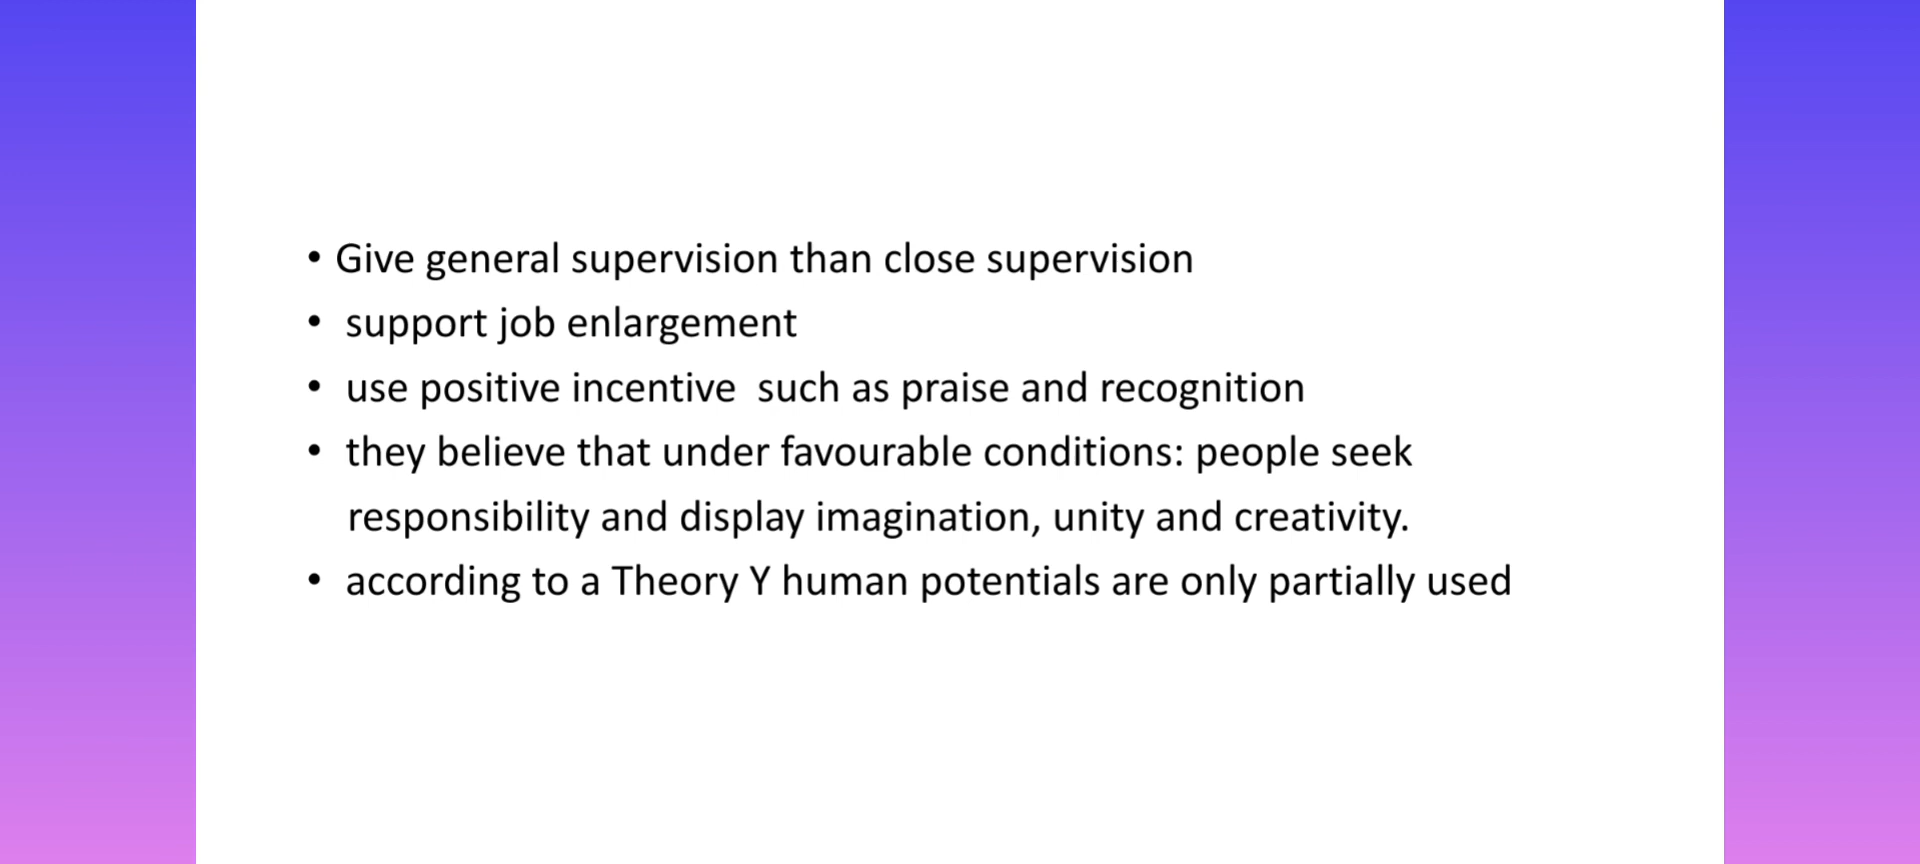 • Give general supervision than close supervision
• support job enlargement
• use positive incentive  such as praise and recognition
• they believe that under favourable conditions: people seek
responsibility and display imagination, unity and creativity.
• according to a Theory Y human potentials are only partially used